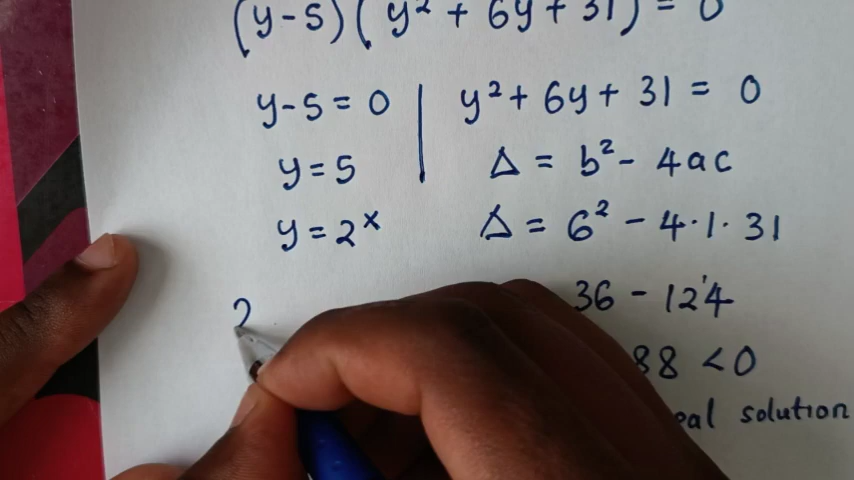 (y-5)(y² + 6y + 31) = 0
y-5 = 0 | y² + 6y + 31 = 0
y = 5 Δ = b² - 4ac
y = 2ˣ Δ = 6² - 4·1·31
2 36 - 124
88 < 0
solution